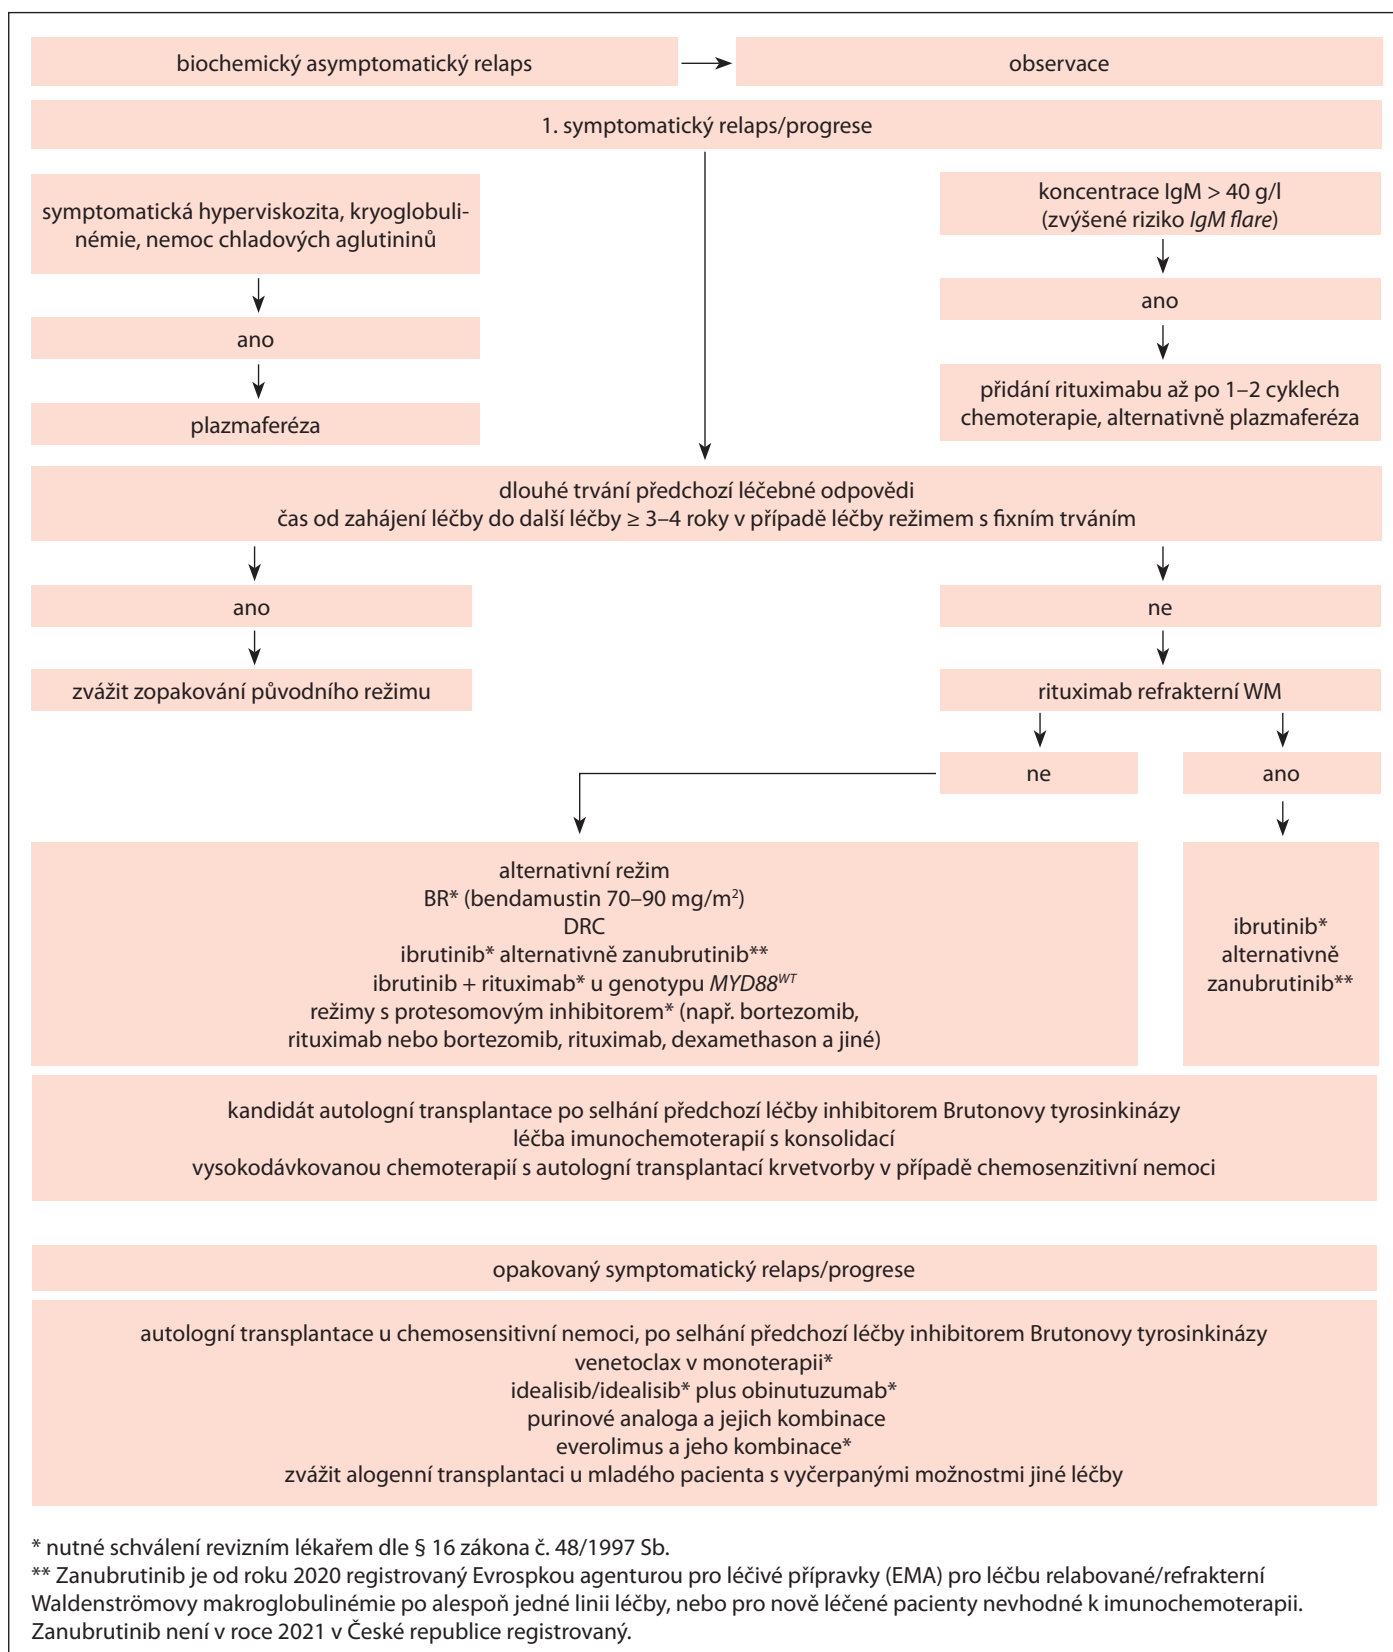 biochemický asymptomatický relaps
observace
1. symptomatický relaps/progrese
symptomatická hyperviskozita, kryoglobuli-
némie, nemoc chladových aglutininů
ano
plazmaferéza
koncentrace IgM > 40 g/l
(zvýšené riziko IgM flare)
ano
přidání rituximabu až po 1–2 cyklech
chemoterapie, alternativně plazmaferéza
dlouhé trvání předchozí léčebné odpovědi
čas od zahájení léčby do další léčby ≥ 3–4 roky v případě léčby režimem s fixním trváním
ano
zvážit zopakování původního režimu
ne
rituximab refrakterní WM
ne
ano
alternativní režim
BR* (bendamustin 70–90 mg/m²)
DRC
ibrutinib* alternativně zanubrutinib**
ibrutinib + rituximab* u genotypu MYD88^WT
režimy s protesomovým inhibitorem* (např. bortezomib,
rituximab nebo bortezomib, rituximab, dexamethason a jiné)
ibrutinib*
alternativně
zanubrutinib**
kandidát autologní transplantace po selhání předchozí léčby inhibitorem Brutonovy tyrosinkinázy
léčba imunochemoterapií s konsolidací
vysokodávkovanou chemoterapií s autologní transplantací krvetvorby v případě chemosenzitivní nemoci
opakovaný symptomatický relaps/progrese
autologní transplantace u chemosensitivní nemoci, po selhání předchozí léčby inhibitorem Brutonovy tyrosinkinázy
venetoclax v monoterapii*
idealisib/idealisib* plus obinutuzumab*
purinové analoga a jejich kombinace
everolimus a jeho kombinace*
zvážit alogenní transplantaci u mladého pacienta s vyčerpanými možnostmi jiné léčby
* nutné schválení revizním lékařem dle § 16 zákona č. 48/1997 Sb.
** Zanubrutinib je od roku 2020 registrovaný Evrospkou agenturou pro léčivé přípravky (EMA) pro léčbu relabované/refrakterní
Waldenströmovy makroglobulinémie po alespoň jedné linii léčby, nebo pro nově léčené pacienty nevhodné k imunochemoterapii.
Zanubrutinib není v roce 2021 v České republice registrovaný.